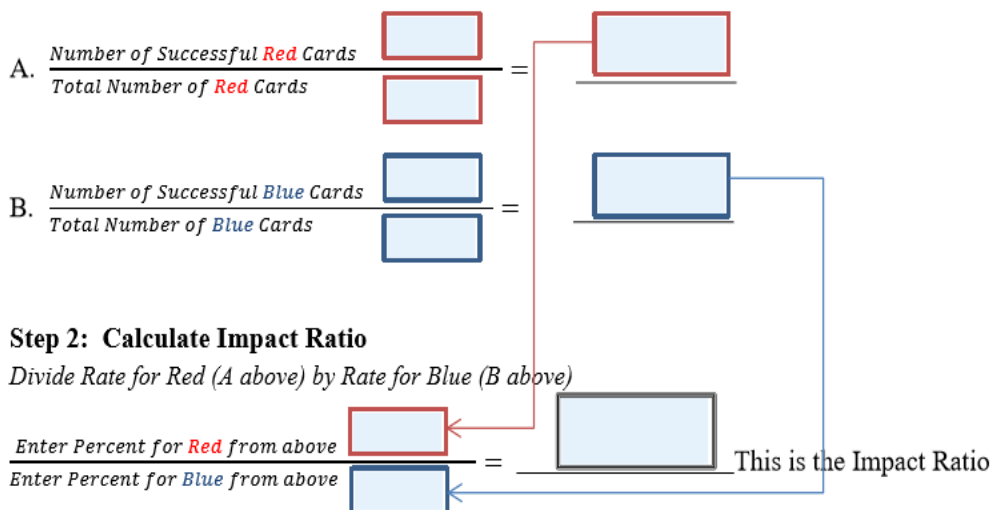 A. Number of Successful Red Cards
Total Number of Red Cards
=
B. Number of Successful Blue Cards
Total Number of Blue Cards
=
Step 2: Calculate Impact Ratio
Divide Rate for Red (A above) by Rate for Blue (B above)
Enter Percent for Red from above
Enter Percent for Blue from above
= This is the Impact Ratio